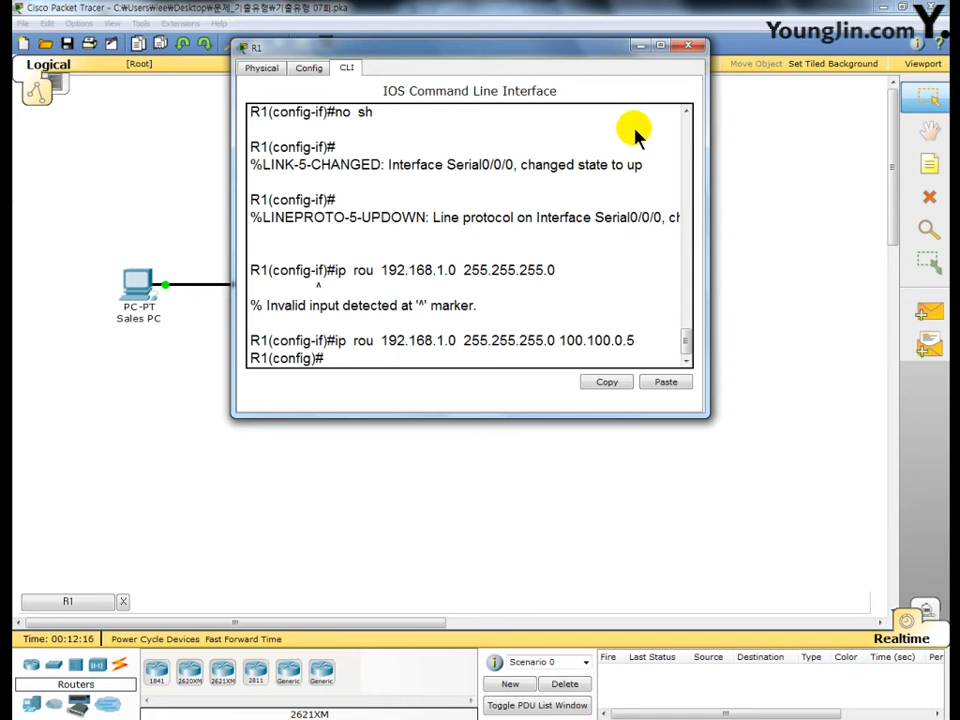 Cisco Packet Tracer - C:\Users\lee\Desktop\문제_기출유형\기출유형 07회.pka
File Edit Options View Tools Extensions Help
YoungJin.com Y.
Logical
[Root]
Move Object Set Tiled Background Viewport
R1
Physical Config CLI
IOS Command Line Interface
R1(config-if)#no sh
R1(config-if)#
%LINK-5-CHANGED: Interface Serial0/0/0, changed state to up
R1(config-if)#
%LINEPROTO-5-UPDOWN: Line protocol on Interface Serial0/0/0, ch
R1(config-if)#ip rou 192.168.1.0 255.255.255.0
^
% Invalid input detected at '^' marker.
R1(config-if)#ip rou 192.168.1.0 255.255.255.0 100.100.0.5
R1(config)#
Copy Paste
PC-PT
Sales PC
R1 X
Time: 00:12:16 Power Cycle Devices Fast Forward Time
Realtime
Routers
1841 2620XM 2621XM 2811 Generic Generic
2621XM
Scenario 0
New Delete
Toggle PDU List Window
Fire Last Status Source Destination Type Color Time (sec) Per